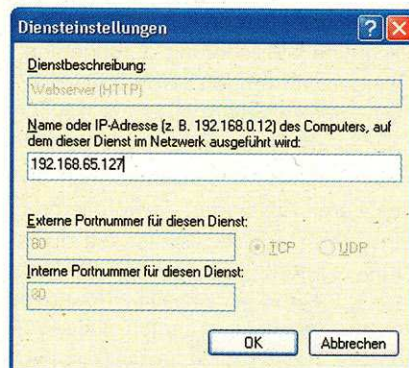 Diensteinstellungen
Dienstbeschreibung:
Webserver (HTTP)
Name oder IP-Adresse (z. B. 192.168.0.12) des Computers, auf
dem dieser Dienst im Netzwerk ausgeführt wird:
192.168.65.127
Externe Portnummer für diesen Dienst:
80 TCP UDP
Interne Portnummer für diesen Dienst:
80
OK Abbrechen